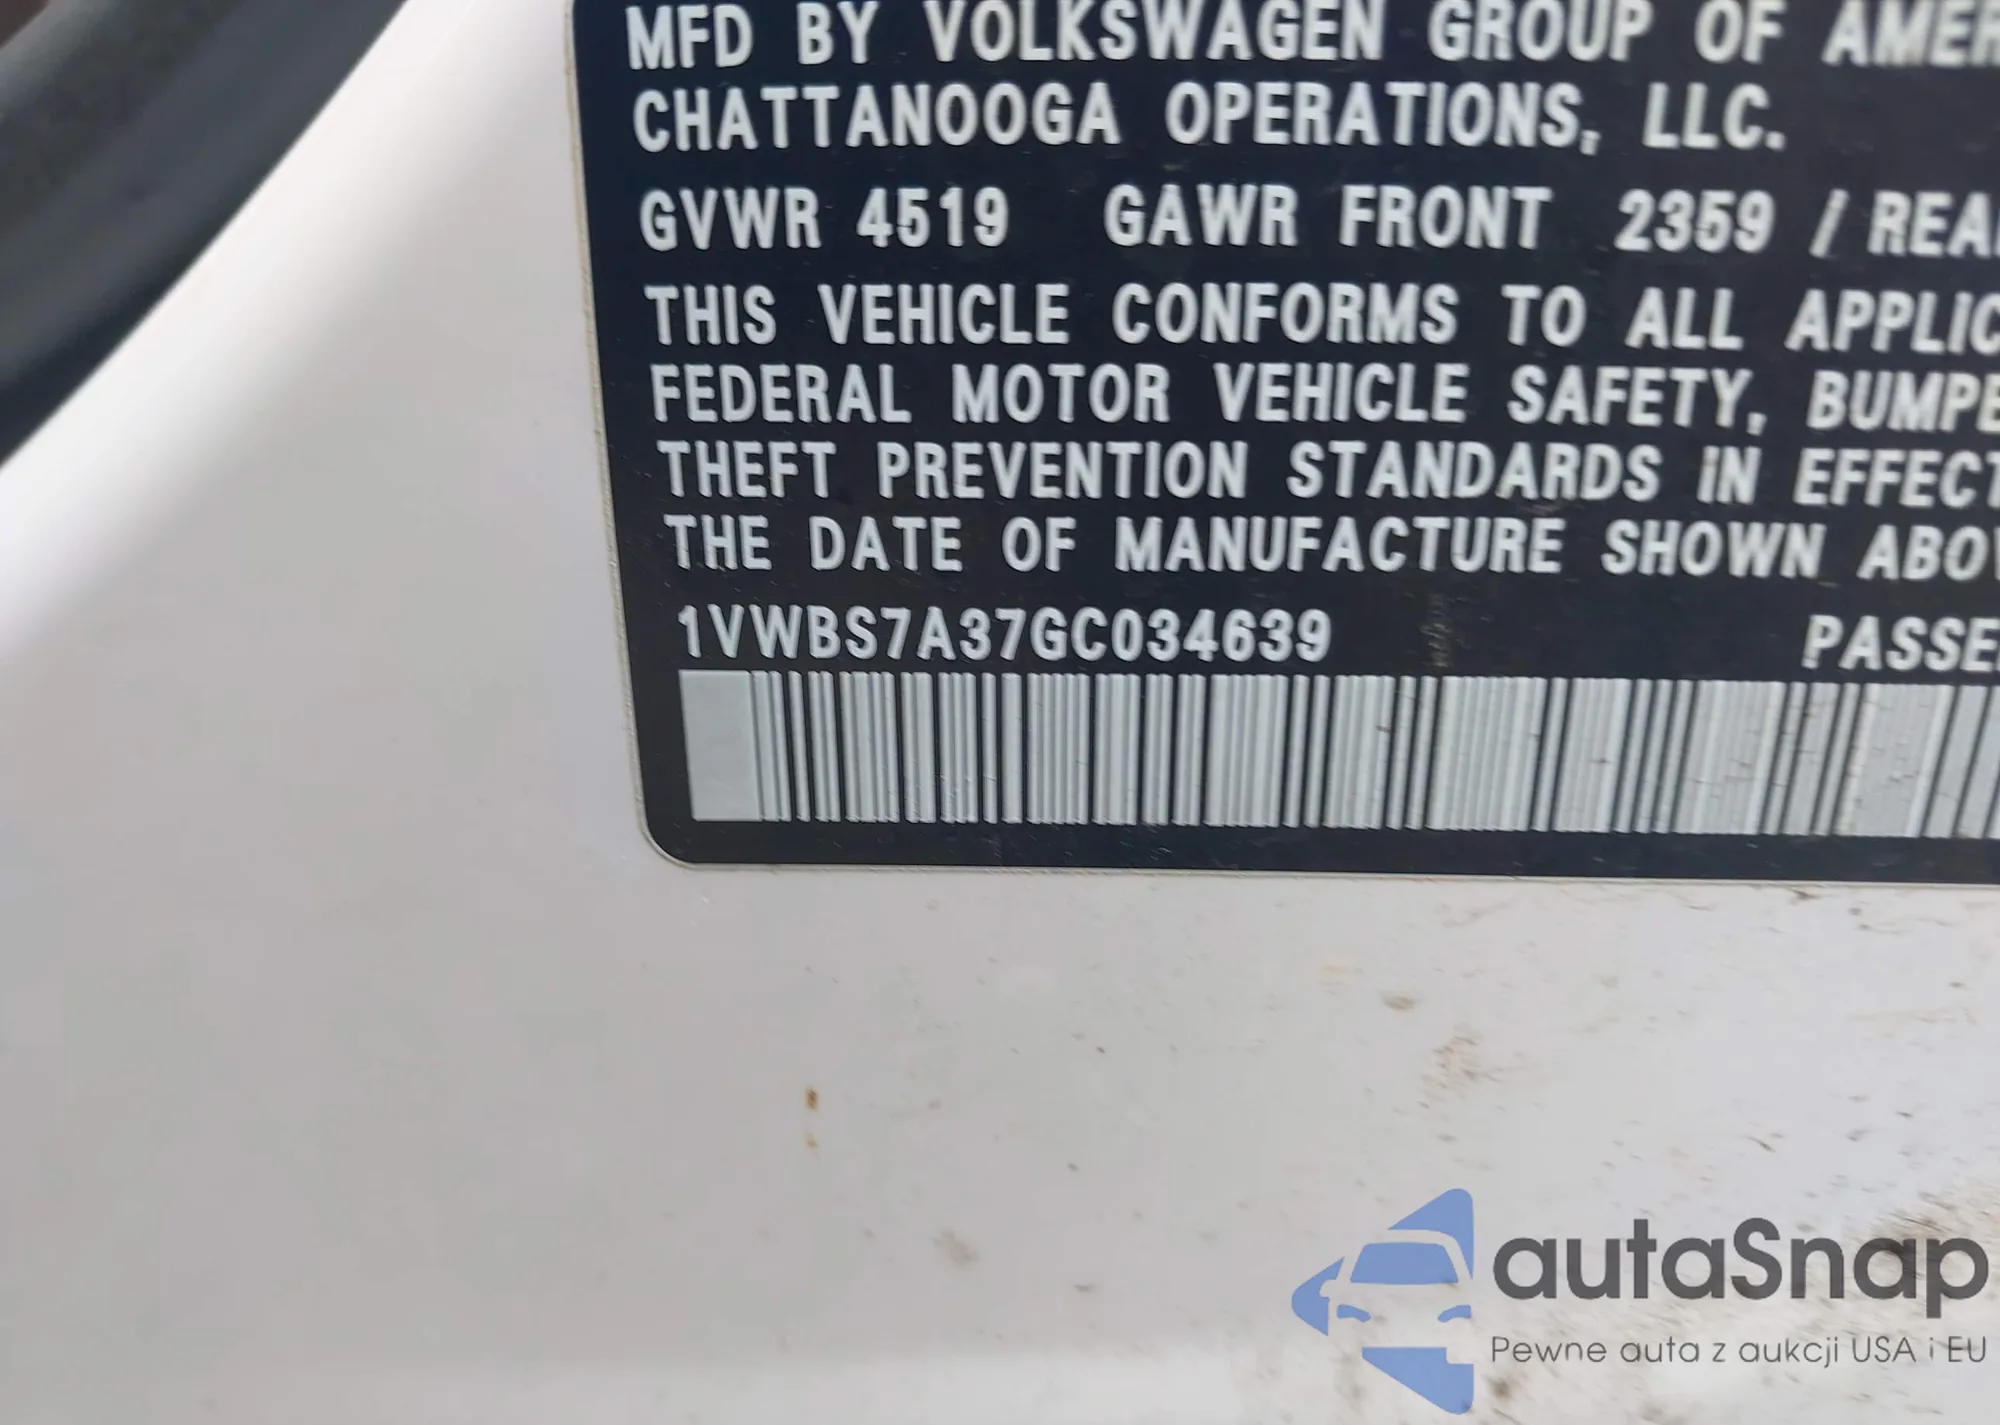 MFD BY VOLKSWAGEN GROUP OF AMER
CHATTANOOGA OPERATIONS, LLC.
GVWR 4519 GAWR FRONT 2359 / REA
THIS VEHICLE CONFORMS TO ALL APPLIC
FEDERAL MOTOR VEHICLE SAFETY, BUMPE
THEFT PREVENTION STANDARDS IN EFFECT
THE DATE OF MANUFACTURE SHOWN ABOV
1VWBS7A37GC034639 PASSE
autaSnap
Pewne auta z aukcji USA i EU